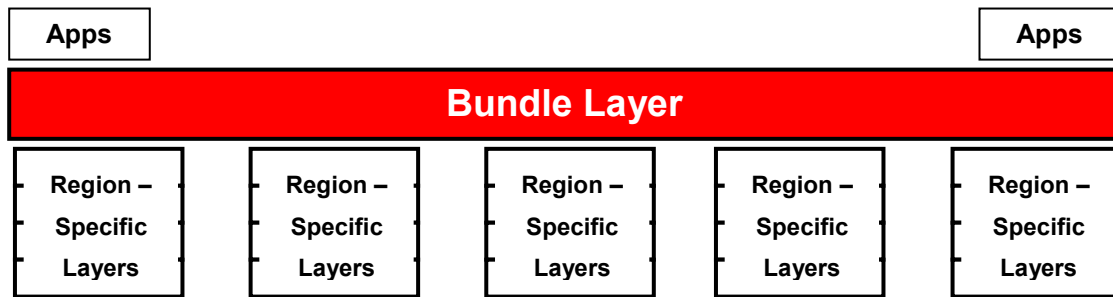 Apps
Apps
Bundle Layer
Region –
Specific
Layers
Region –
Specific
Layers
Region –
Specific
Layers
Region –
Specific
Layers
Region –
Specific
Layers